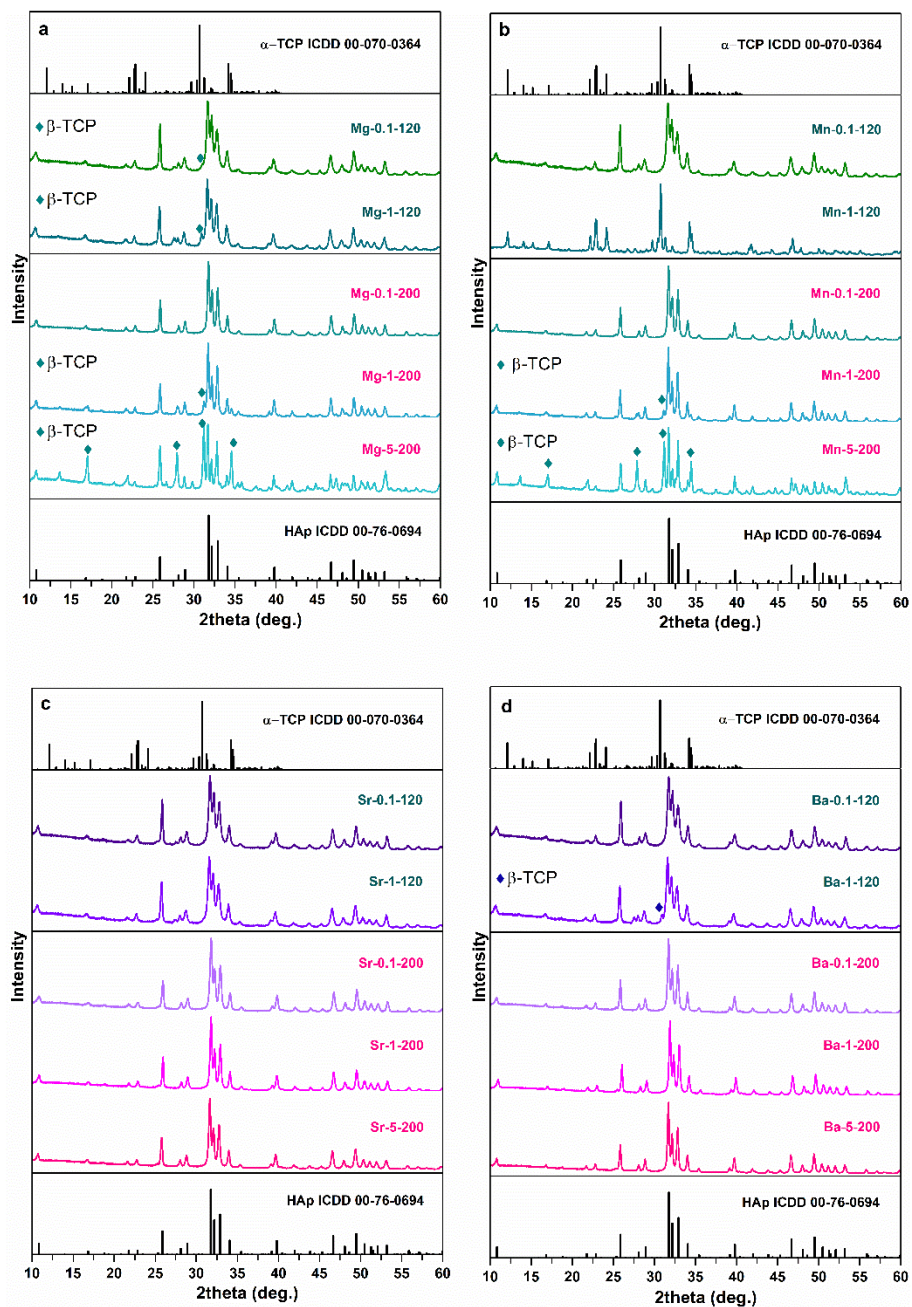 a
α−TCP ICDD 00-070-0364
Mg-0.1-120
◆β-TCP
Mg-1-120
◆β-TCP
Mg-0.1-200
Mg-1-200
◆β-TCP
Mg-5-200
◆β-TCP
HAp ICDD 00-76-0694
Intensity
10 15 20 25 30 35 40 45 50 55 60
2theta (deg.)
b
α−TCP ICDD 00-070-0364
Mn-0.1-120
Mn-1-120
Mn-0.1-200
Mn-1-200
◆ β-TCP
Mn-5-200
◆β-TCP
HAp ICDD 00-76-0694
Intensity
10 15 20 25 30 35 40 45 50 55 60
2theta (deg.)
c
α−TCP ICDD 00-070-0364
Sr-0.1-120
Sr-1-120
Sr-0.1-200
Sr-1-200
Sr-5-200
HAp ICDD 00-76-0694
Intensity
10 15 20 25 30 35 40 45 50 55 60
2theta (deg.)
d
α−TCP ICDD 00-070-0364
Ba-0.1-120
◆β-TCP
Ba-1-120
Ba-0.1-200
Ba-1-200
Ba-5-200
HAp ICDD 00-76-0694
Intensity
10 15 20 25 30 35 40 45 50 55 60
2theta (deg.)